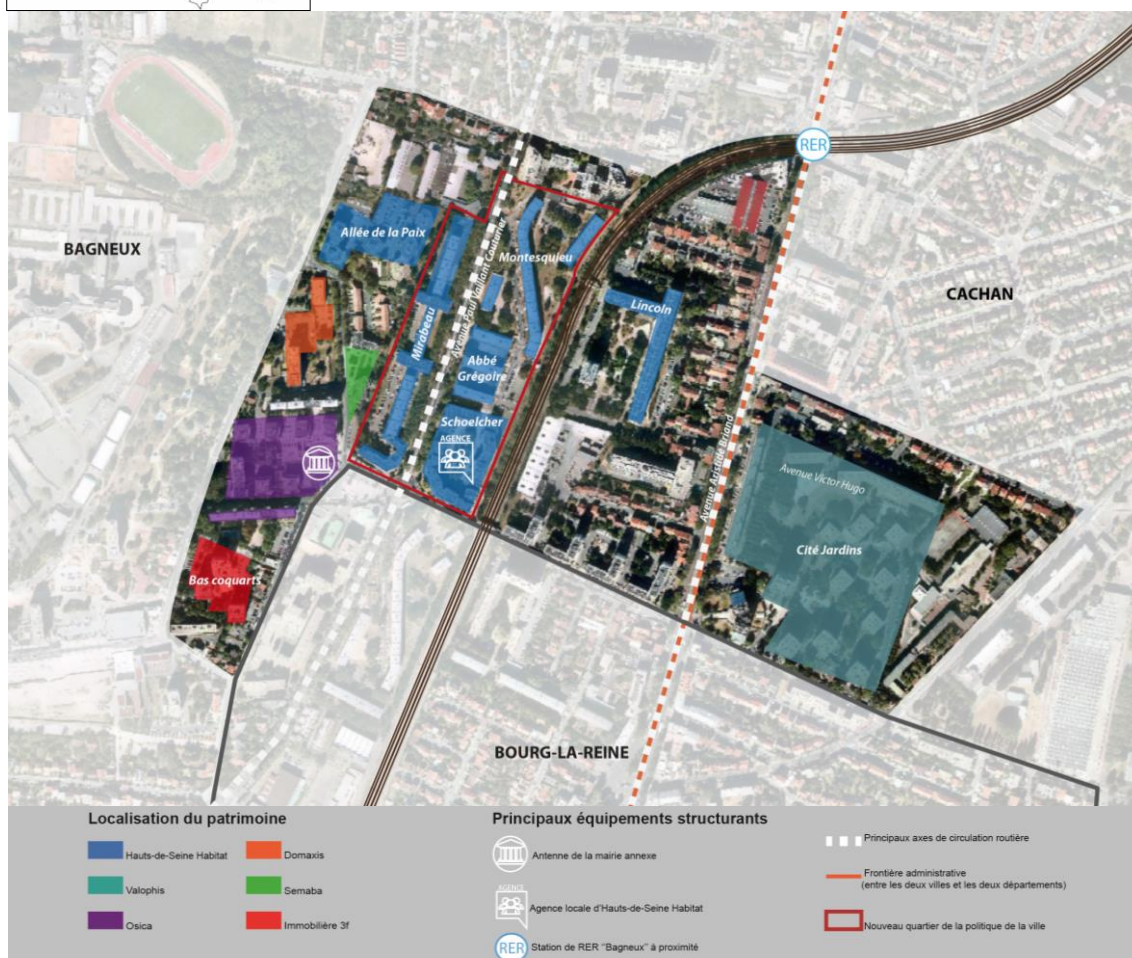 RER
BAGNEUX
Allée de la Paix
Montesquieu
Avenue Paul Vaillant Couturier
CACHAN
Lincoln
Mirabeau
Abbé
Grégoire
Schoelcher
AGENCE
Avenue Aristide Briand
Avenue Victor Hugo
Cité Jardins
Bas coquarts
BOURG-LA-REINE
Localisation du patrimoine
Hauts-de-Seine Habitat
Domaxis
Valophis
Semaba
Osica
Immobilière 3f
Principaux équipements structurants
Antenne de la mairie annexe
AGENCE
Agence locale d'Hauts-de-Seine Habitat
RER
Station de RER "Bagneux" à proximité
Principaux axes de circulation routière
Frontière administrative
(entre les deux villes et les deux départements)
Nouveau quartier de la politique de la ville